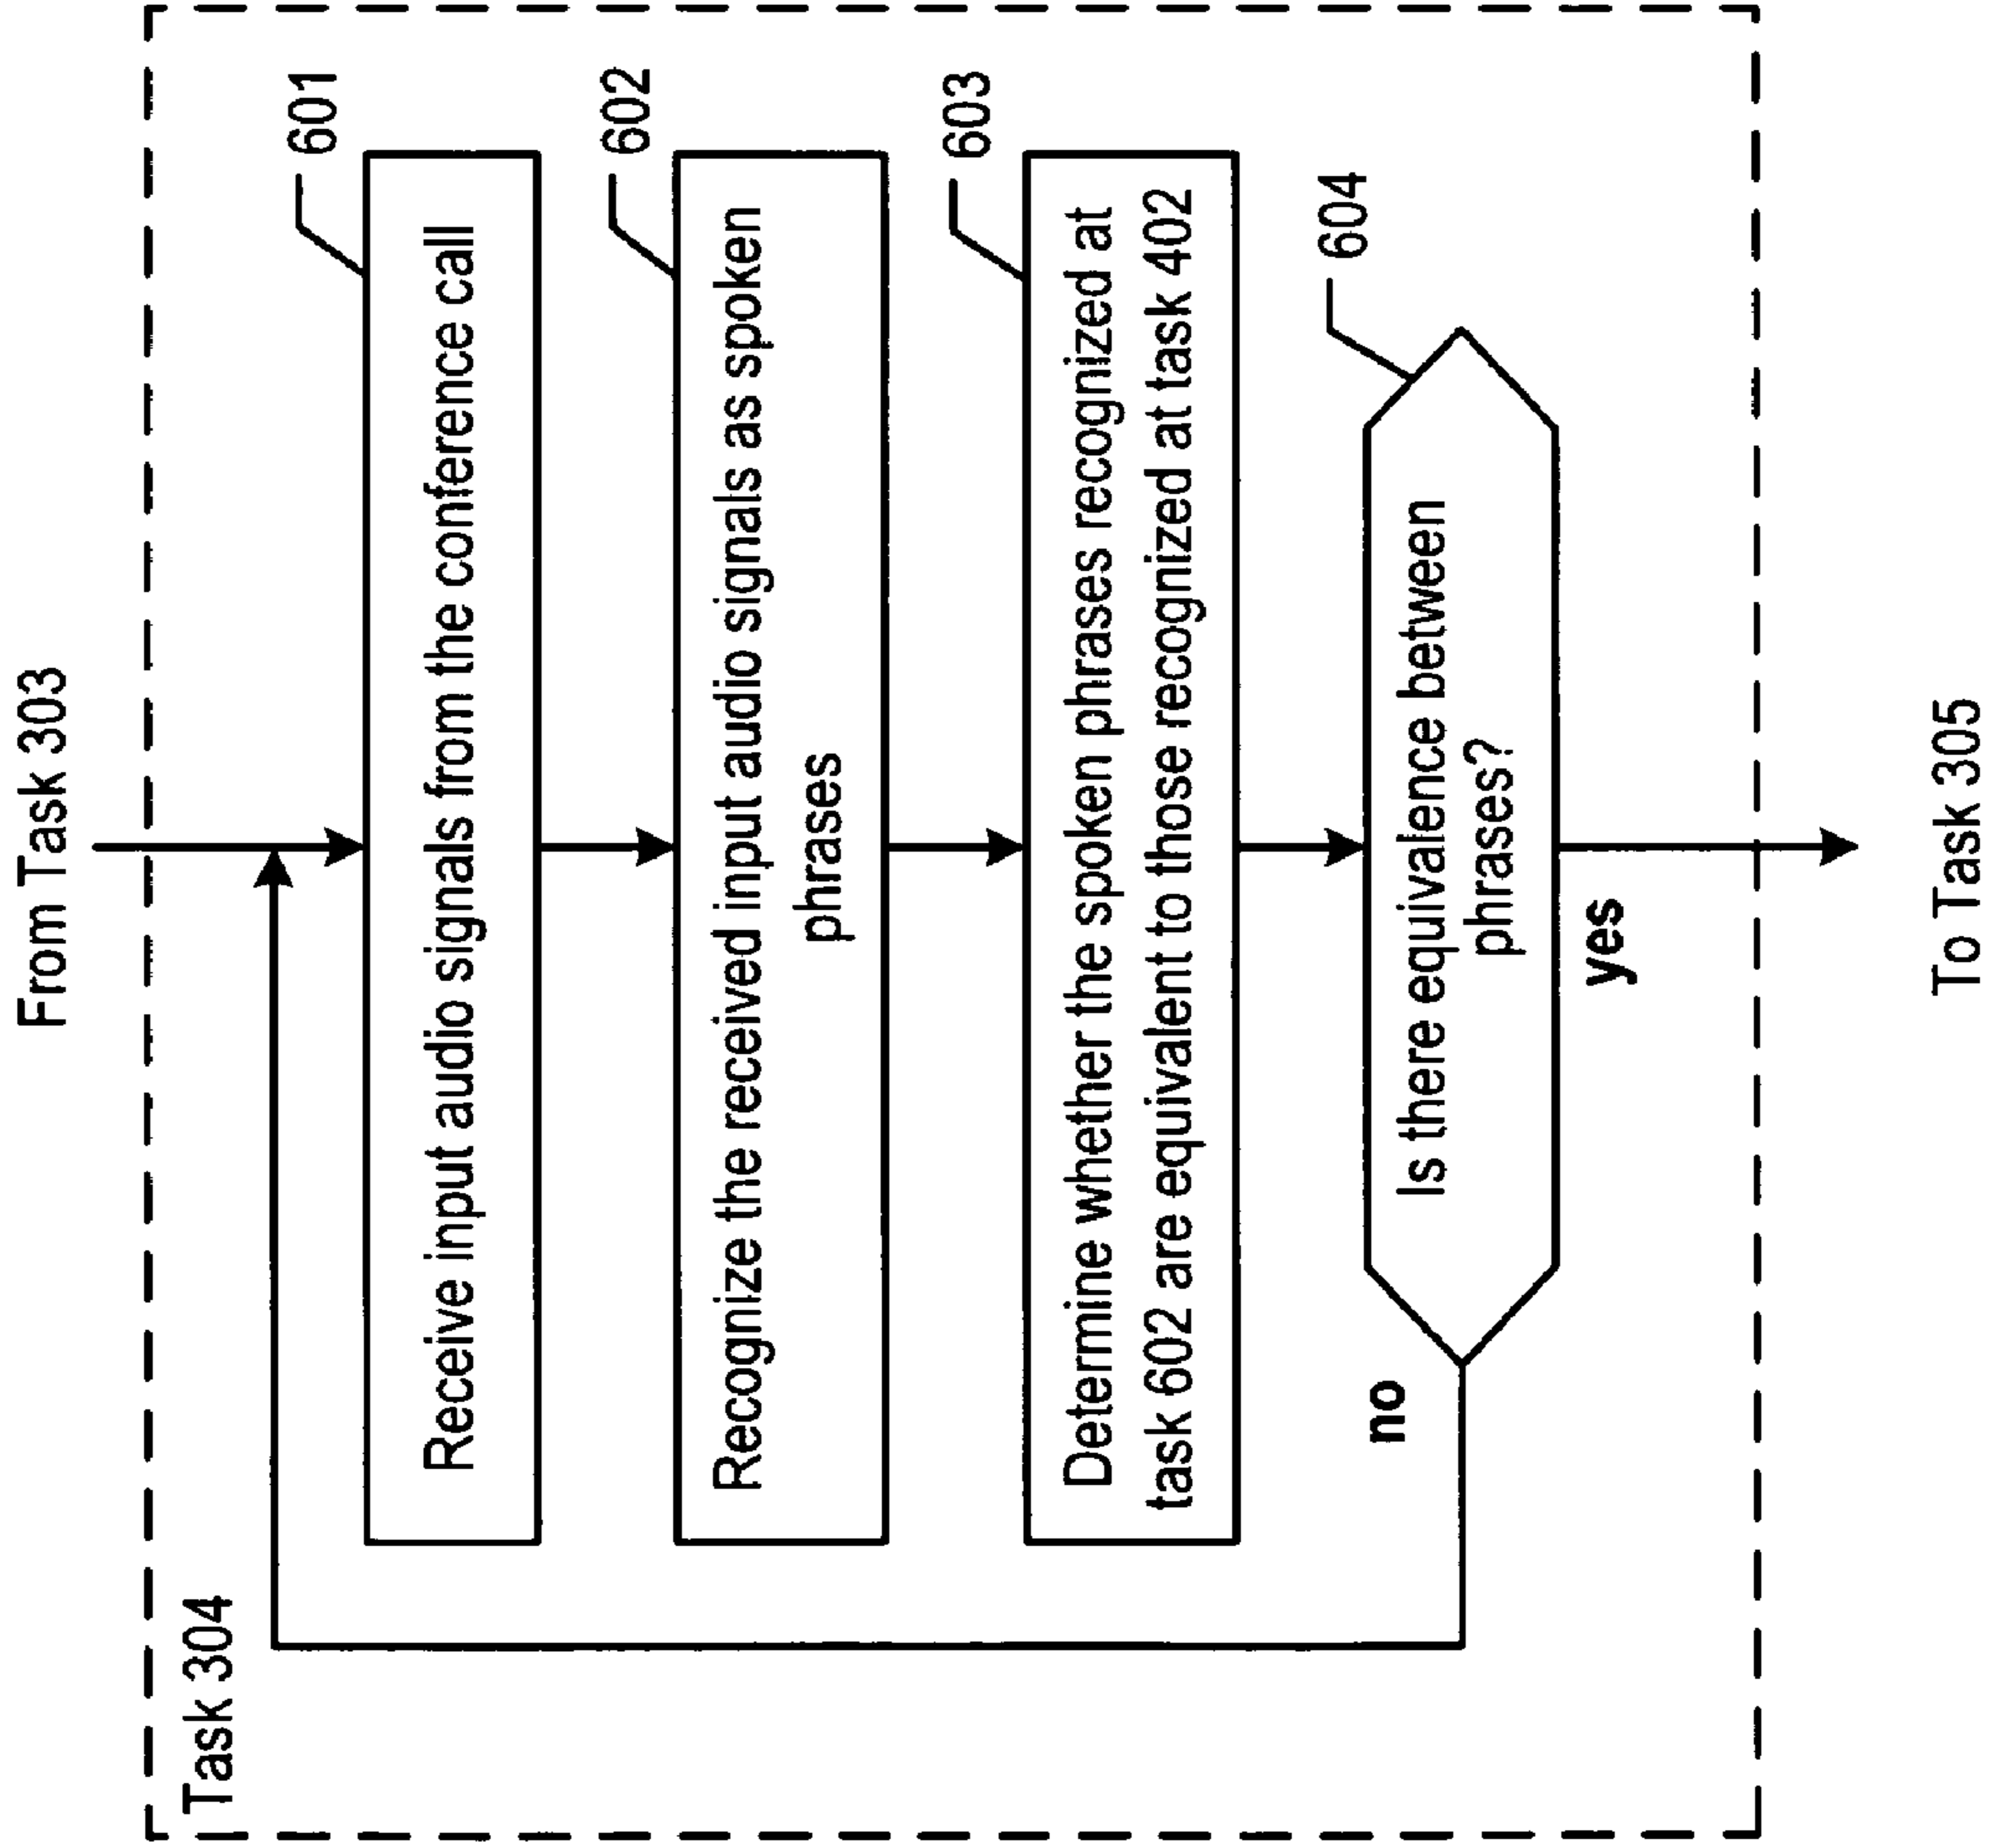 From Task 303
Task 304
601
Receive input audio signals from the conference call
602
Recognize the received input audio signals as spoken
phrases
603
Determine whether the spoken phrases recognized at
task 602 are equivalent to those recognized at task 402
604
Is there equivalence between
phrases?
no
yes
To Task 305